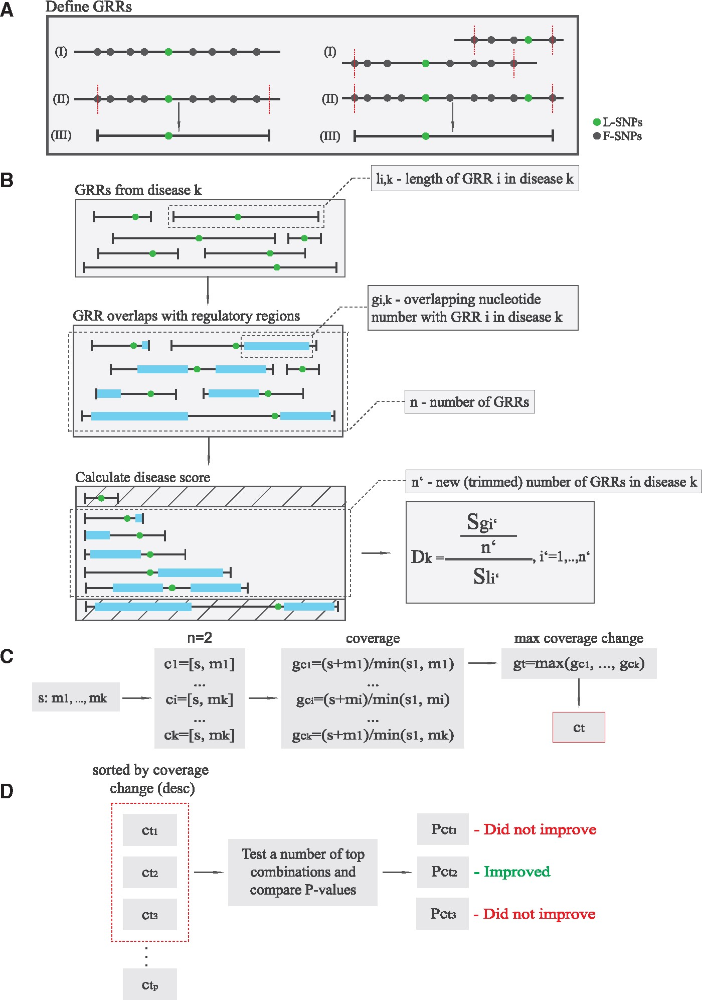 A
Define GRRs
(I)
(I)
(II)
(II)
(III)
(III)
L-SNPs
F-SNPs
B
li,k - length of GRR i in disease k
GRRs from disease k
gi,k - overlapping nucleotide
number with GRR i in disease k
GRR overlaps with regulatory regions
n - number of GRRs
Calculate disease score
n‘ - new (trimmed) number of GRRs in disease k
Sgi‘
n‘
Dk = , i‘=1,..,n‘
Sli‘
C
n=2
coverage
max coverage change
s: m1, ..., mk
c1=[s, m1]
...
ci=[s, mk]
...
ck=[s, mk]
gc1=(s+m1)/min(s1, m1)
...
gci=(s+mi)/min(s1, mi)
...
gck=(s+m1)/min(s1, mk)
gt=max(gc1, ..., gck)
ct
D
sorted by coverage
change (desc)
ct1
ct2
ct3
ctp
Test a number of top
combinations and
compare P-values
Pct1 - Did not improve
Pct2 - Improved
Pct3 - Did not improve